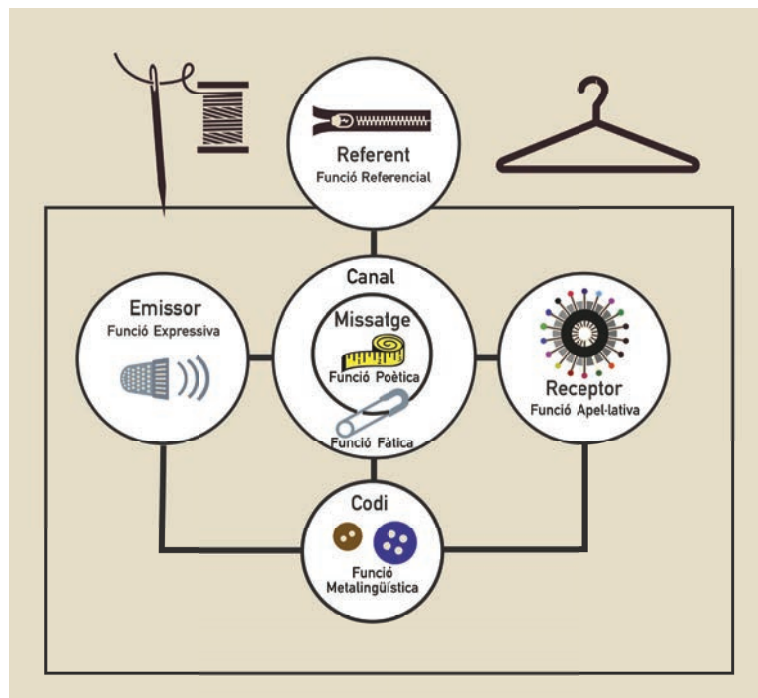 Referent
Funció Referencial
Canal
Emissor
Funció Expressiva
Missatge
Funció Poètica
Funció Fàtica
Receptor
Funció Apel·lativa
Codi
Funció
Metalingüística